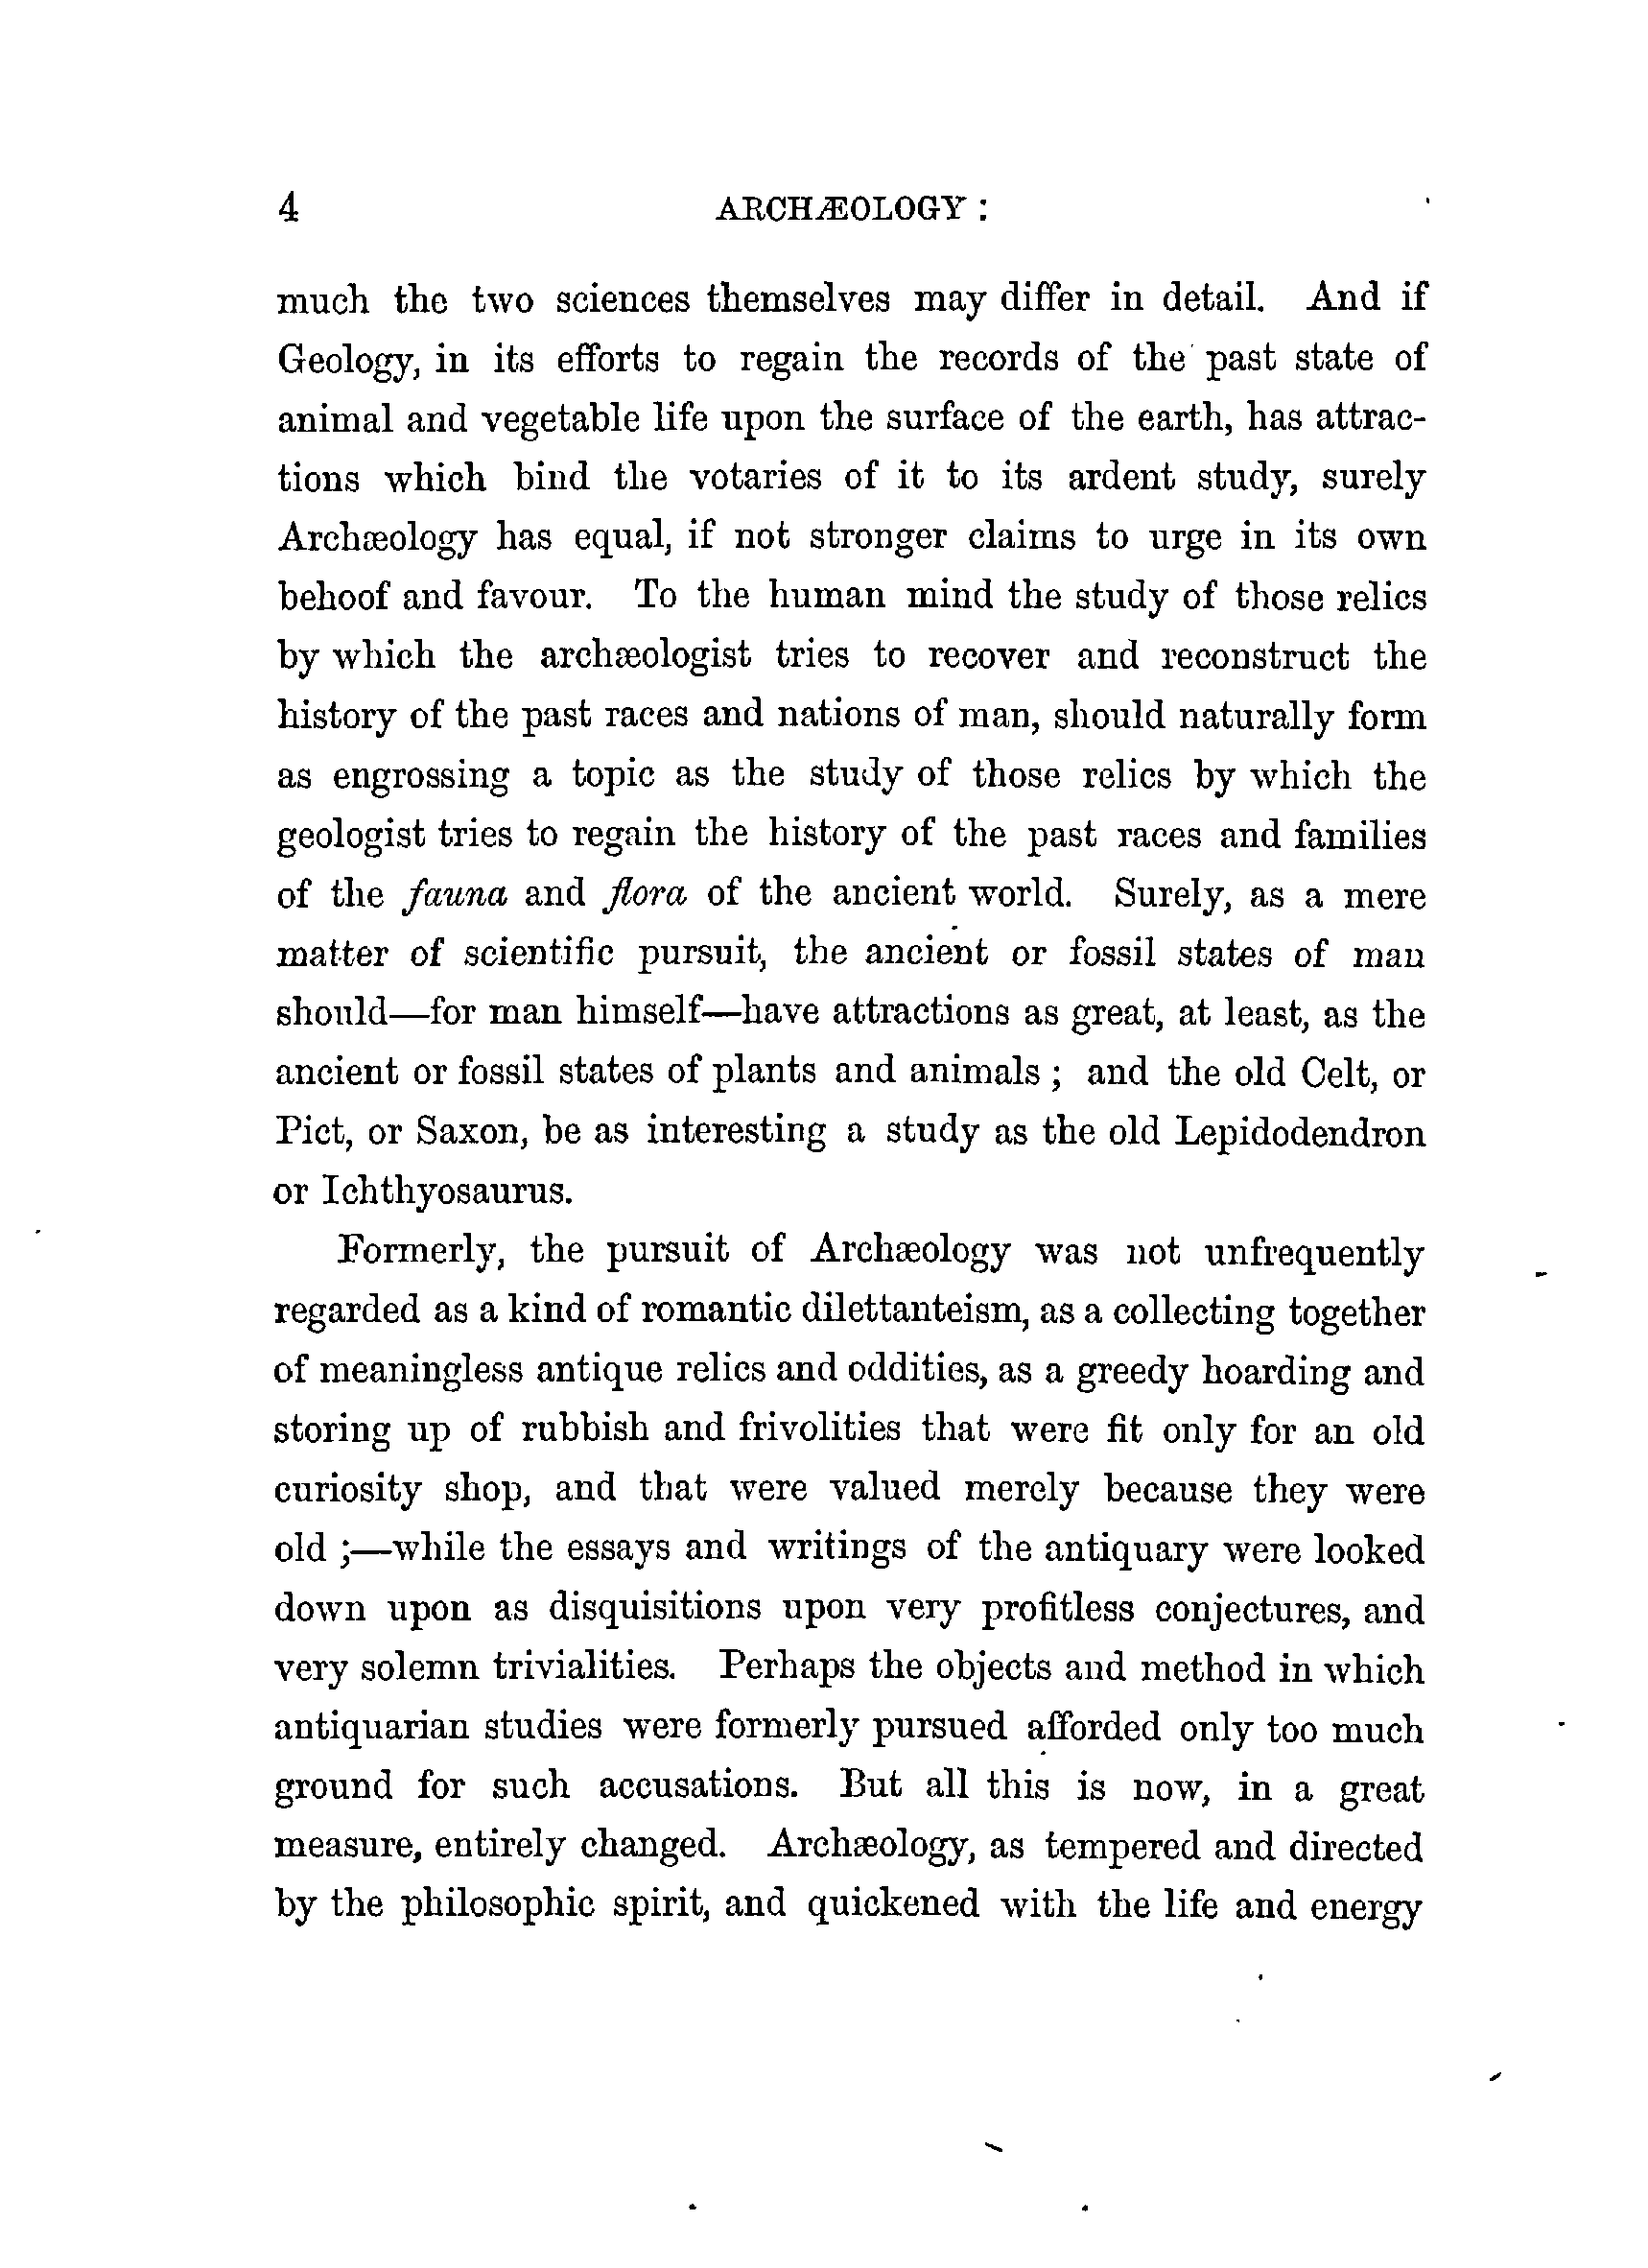 4 ARCHÆOLOGY :
much the two sciences themselves may differ in detail. And if
Geology, in its efforts to regain the records of the past state of
animal and vegetable life upon the surface of the earth, has attrac-
tions which bind the votaries of it to its ardent study, surely
Archæology has equal, if not stronger claims to urge in its own
behoof and favour. To the human mind the study of those relics
by which the archæologist tries to recover and reconstruct the
history of the past races and nations of man, should naturally form
as engrossing a topic as the study of those relics by which the
geologist tries to regain the history of the past races and families
of the fauna and flora of the ancient world. Surely, as a mere
matter of scientific pursuit, the ancient or fossil states of man
should—for man himself—have attractions as great, at least, as the
ancient or fossil states of plants and animals ; and the old Celt, or
Pict, or Saxon, be as interesting a study as the old Lepidodendron
or Ichthyosaurus.
Formerly, the pursuit of Archæology was not unfrequently
regarded as a kind of romantic dilettanteism, as a collecting together
of meaningless antique relics and oddities, as a greedy hoarding and
storing up of rubbish and frivolities that were fit only for an old
curiosity shop, and that were valued merely because they were
old ;—while the essays and writings of the antiquary were looked
down upon as disquisitions upon very profitless conjectures, and
very solemn trivialities. Perhaps the objects and method in which
antiquarian studies were formerly pursued afforded only too much
ground for such accusations. But all this is now, in a great
measure, entirely changed. Archæology, as tempered and directed
by the philosophic spirit, and quickened with the life and energy